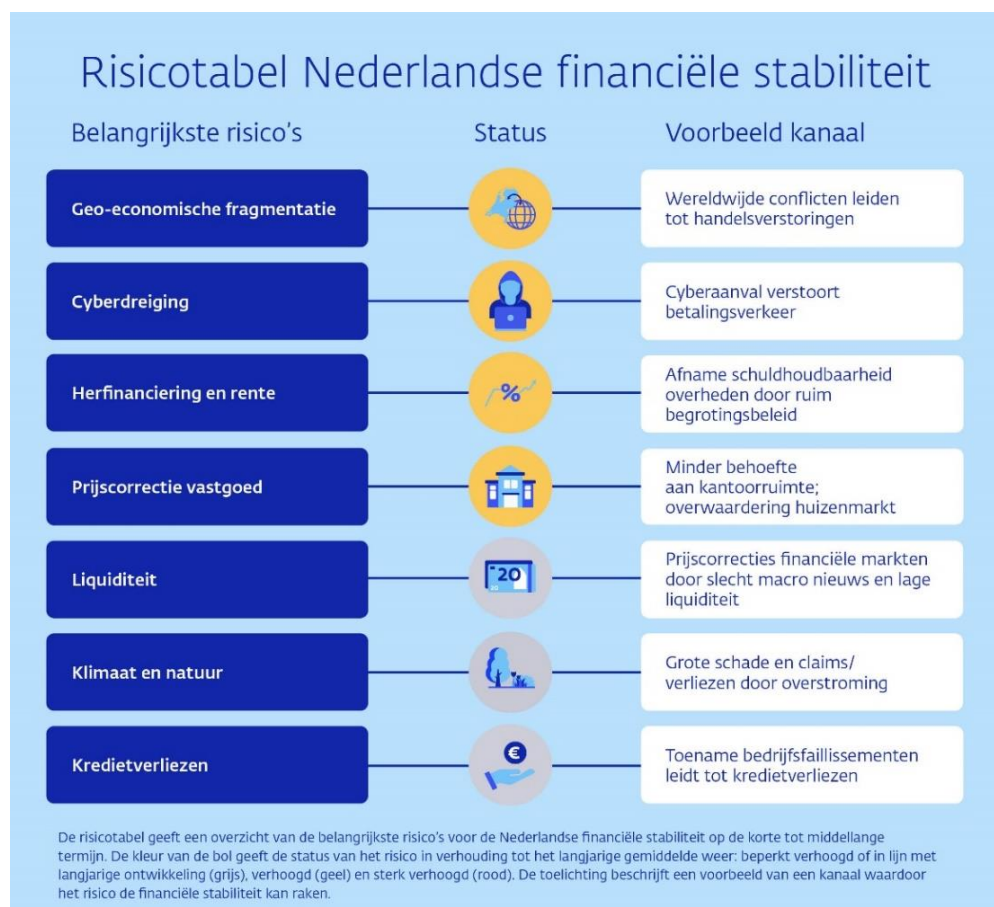 Risicotabel Nederlandse financiële stabiliteit
Belangrijkste risico's
Status
Voorbeeld kanaal
Geo-economische fragmentatie
Wereldwijde conflicten leiden
tot handelsverstoringen
Cyberdreiging
Cyberaanval verstoort
betalingsverkeer
Herfinanciering en rente
%
Afname schuldhoudbaarheid
overheden door ruim
begrotingsbeleid
Prijscorrectie vastgoed
Minder behoefte
aan kantoorruimte;
overwaardering huizenmarkt
Liquiditeit
20
20
Prijscorrecties financiële markten
door slecht macro nieuws en lage
liquiditeit
Klimaat en natuur
Grote schade en claims/
verliezen door overstroming
Kredietverliezen
€
Toename bedrijfsfaillissementen
leidt tot kredietverliezen
De risicotabel geeft een overzicht van de belangrijkste risico's voor de Nederlandse financiële stabiliteit op de korte tot middellange
termijn. De kleur van de bol geeft de status van het risico in verhouding tot het langjarige gemiddelde weer: beperkt verhoogd of in lijn met
langjarige ontwikkeling (grijs), verhoogd (geel) en sterk verhoogd (rood). De toelichting beschrijft een voorbeeld van een kanaal waardoor
het risico de financiële stabiliteit kan raken.